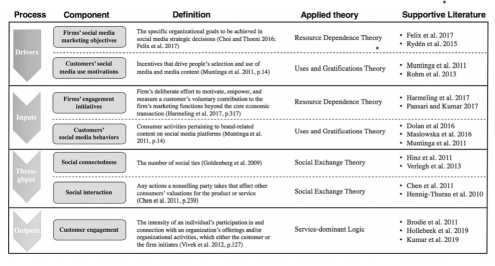 Process Component Definition Applied theory Supportive Literature
Drivers
Firms' social media
marketing objectives
The specific organizational goals to be achieved in
social media strategic decisions (Choi and Thoeni 2016;
Felix et al. 2017)
Resource Dependence Theory
• Felix et al. 2017
• Rydén et al. 2015
Customers' social
media use motivations
Incentives that drive people's selection and use of
media and media content (Muntinga et al. 2011, p.14)
Uses and Gratifications Theory
• Muntinga et al. 2011
• Rohm et al. 2013
Inputs
Firms' engagement
initiatives
Firm's deliberate effort to motivate, empower, and
measure a customer's voluntary contribution to the
firm's marketing functions beyond the core economic
transaction (Harmeling et al. 2017, p.317)
Resource Dependence Theory
• Harmeling et al. 2017
• Pansari and Kumar 2017
Customers'
social media behaviors
Consumer activities pertaining to brand-related
content on social media platforms (Muntinga et al.
2011, p.14)
Uses and Gratifications Theory
• Dolan et al 2016
• Maslowska et al. 2016
• Muntinga et al. 2011
Throu-
ghput
Social connectedness
The number of social ties (Goldenberg et al. 2009)
Social Exchange Theory
• Hinz et al. 2011
• Verlegh et al. 2013
Social interaction
Any actions a nonselling party takes that affect other
consumers' valuations for the product or service
(Chen et al. 2011, p.239)
Social Exchange Theory
• Chen et al. 2011
• Hennig-Thurau et al. 2010
Outputs
Customer engagement
The intensity of an individual's participation in and
connection with an organization's offerings and/or
organizational activities, which either the customer or
the firm initiates (Vivek et al. 2012, p.127)
Service-dominant Logic
• Brodie et al. 2011
• Hollebeek et al. 2019
• Kumar et al. 2019